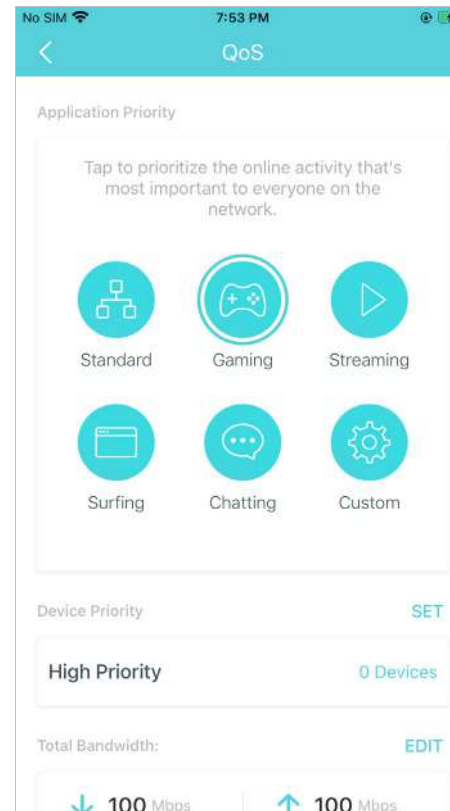 No SIM 7:53 PM
QoS
Application Priority
Tap to prioritize the online activity that's
most important to everyone on the
network.
Standard Gaming Streaming
Surfing Chatting Custom
Device Priority SET
High Priority 0 Devices
Total Bandwidth: EDIT
100 Mbps 100 Mbps